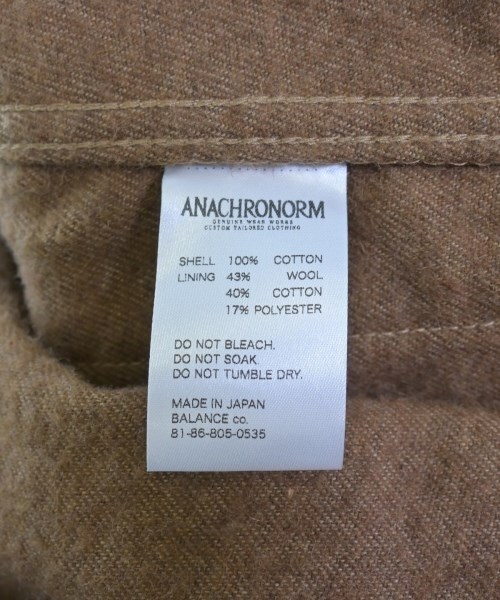 ANACHRONORM
GENUINE WEAR WORKS
CUSTOM TAILORED CLOTHING
SHELL 100% COTTON
LINING 43% WOOL
40% COTTON
17% POLYESTER
DO NOT BLEACH.
DO NOT SOAK.
DO NOT TUMBLE DRY.
MADE IN JAPAN
BALANCE co.
81-86-805-0535